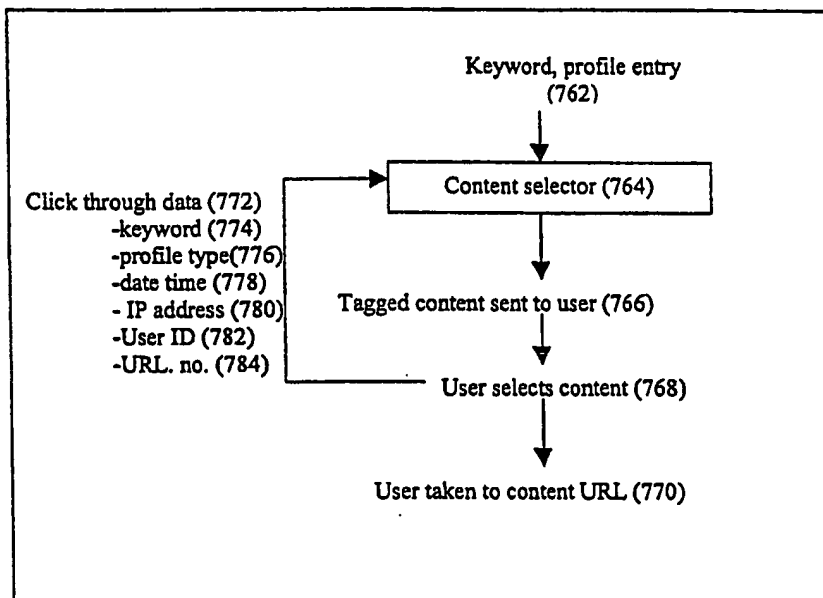 Keyword, profile entry
(762)
Content selector (764)
Click through data (772)
-keyword (774)
-profile type(776)
-date time (778)
- IP address (780)
-User ID (782)
-URL. no. (784)
Tagged content sent to user (766)
User selects content (768)
User taken to content URL (770)